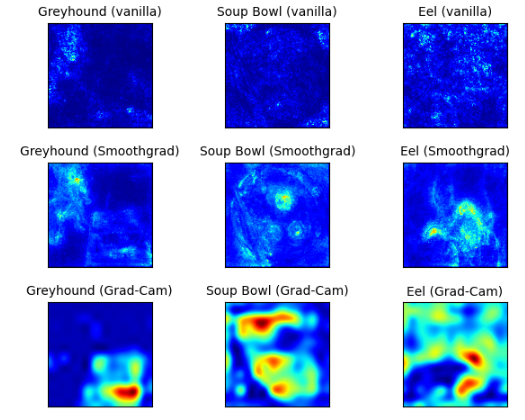 Greyhound (vanilla)
Soup Bowl (vanilla)
Eel (vanilla)
Greyhound (Smoothgrad)
Soup Bowl (Smoothgrad)
Eel (Smoothgrad)
Greyhound (Grad-Cam)
Soup Bowl (Grad-Cam)
Eel (Grad-Cam)